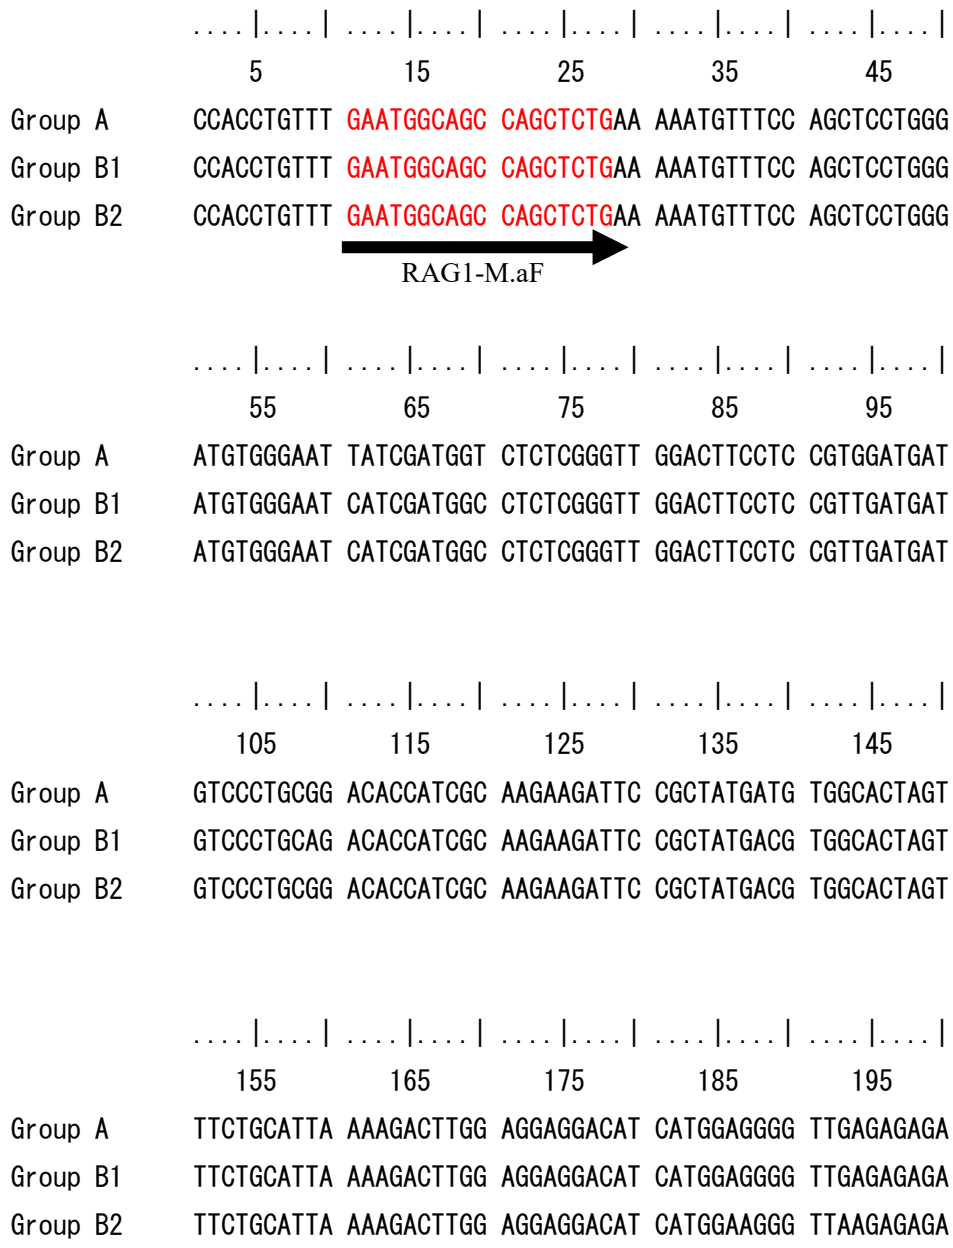 ....|....| ....|....| ....|....| ....|....| ....|....|
5 15 25 35 45
Group A CCACCTGTTT GAATGGCAGC CAGCTCTGAA AAATGTTTCC AGCTCCTGGG
Group B1 CCACCTGTTT GAATGGCAGC CAGCTCTGAA AAATGTTTCC AGCTCCTGGG
Group B2 CCACCTGTTT GAATGGCAGC CAGCTCTGAA AAATGTTTCC AGCTCCTGGG
RAG1-M.aF
....|....| ....|....| ....|....| ....|....| ....|....|
55 65 75 85 95
Group A ATGTGGGAAT TATCGATGGT CTCTCGGGTT GGACTTCCTC CGTGGATGAT
Group B1 ATGTGGGAAT CATCGATGGC CTCTCGGGTT GGACTTCCTC CGTTGATGAT
Group B2 ATGTGGGAAT CATCGATGGC CTCTCGGGTT GGACTTCCTC CGTTGATGAT
....|....| ....|....| ....|....| ....|....| ....|....|
105 115 125 135 145
Group A GTCCCTGCGG ACACCATCGC AAGAAGATTC CGCTATGATG TGGCACTAGT
Group B1 GTCCCTGCAG ACACCATCGC AAGAAGATTC CGCTATGACG TGGCACTAGT
Group B2 GTCCCTGCGG ACACCATCGC AAGAAGATTC CGCTATGACG TGGCACTAGT
....|....| ....|....| ....|....| ....|....| ....|....|
155 165 175 185 195
Group A TTCTGCATTA AAAGACTTGG AGGAGGACAT CATGGAGGGG TTGAGAGAGA
Group B1 TTCTGCATTA AAAGACTTGG AGGAGGACAT CATGGAGGGG TTGAGAGAGA
Group B2 TTCTGCATTA AAAGACTTGG AGGAGGACAT CATGGAAGGG TTAAGAGAGA